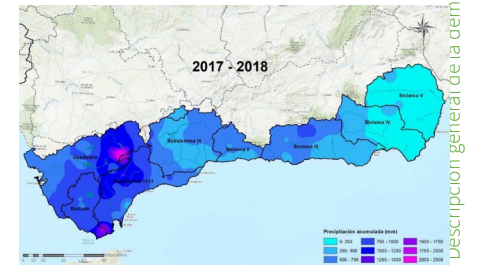 2017 - 2018
Sistema V
Sistema IV
Subsistema III
Sistema II
Sistema III
Guadalete
Barbate
Precipitación acumulada (mm)
0- 250
750 - 1000
1500 - 1750
250 - 500
1000 - 1250
1750 - 2000
500 - 750
1250 - 1500
2000 - 2500
Descripción general de la dem